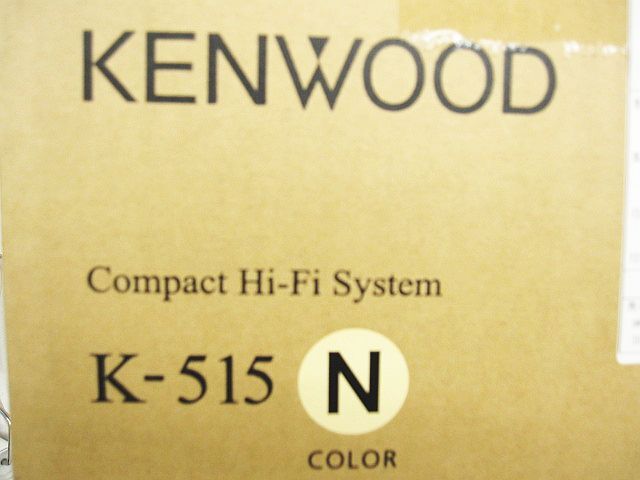 KENWOOD
Compact Hi-Fi System
K-515 N
COLOR